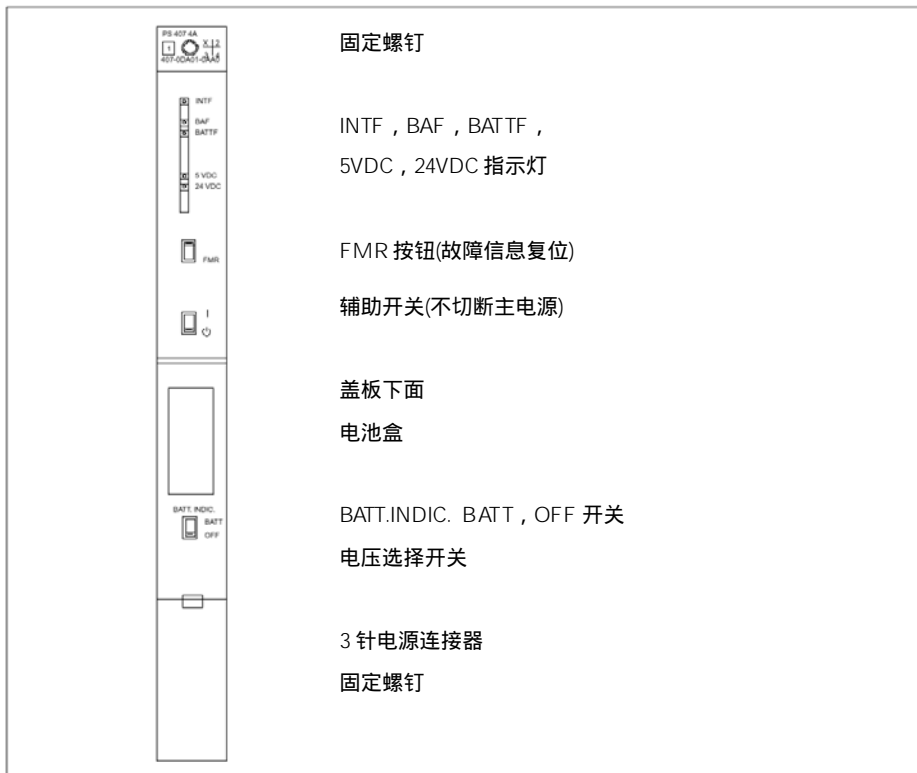 PS 407 4A
1
X 2
3 4
407-0DA01-0AA0
固定螺钉
INTF
BAF
BATTF
INTF，BAF，BATTF，
5VDC，24VDC 指示灯
5 VDC
24 VDC
FMR
FMR 按钮(故障信息复位)
I
辅助开关(不切断主电源)
盖板下面
电池盒
BATT. INDIC.
BATT
OFF
BATT.INDIC. BATT，OFF 开关
电压选择开关
3 针电源连接器
固定螺钉